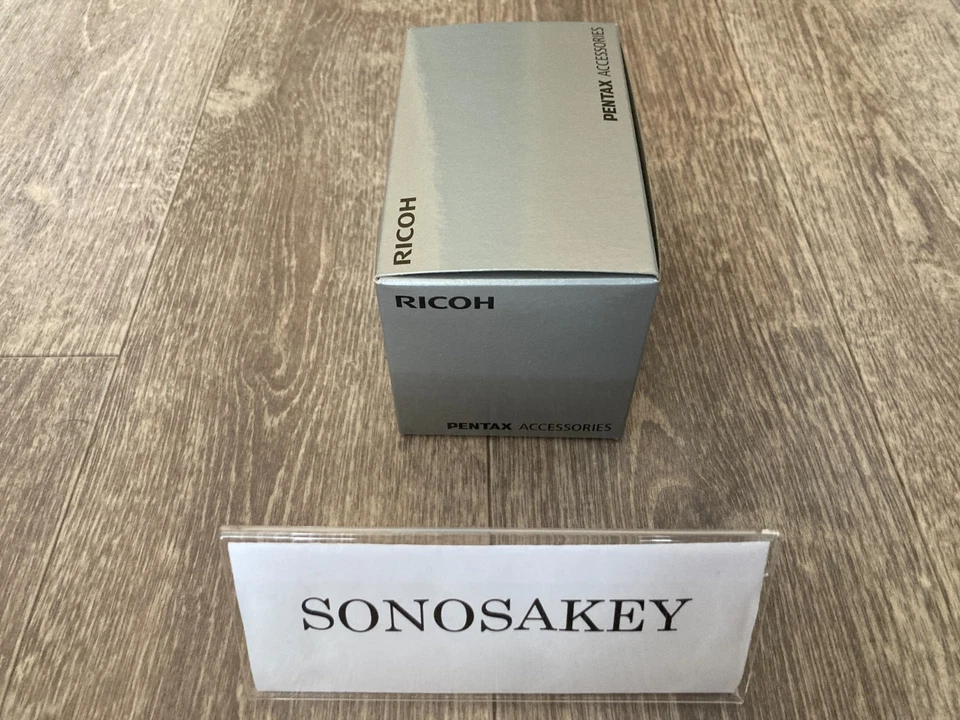 PENTAX ACCESSORIES
RICOH
RICOH
PENTAX ACCESSORIES
SONOSAKEY